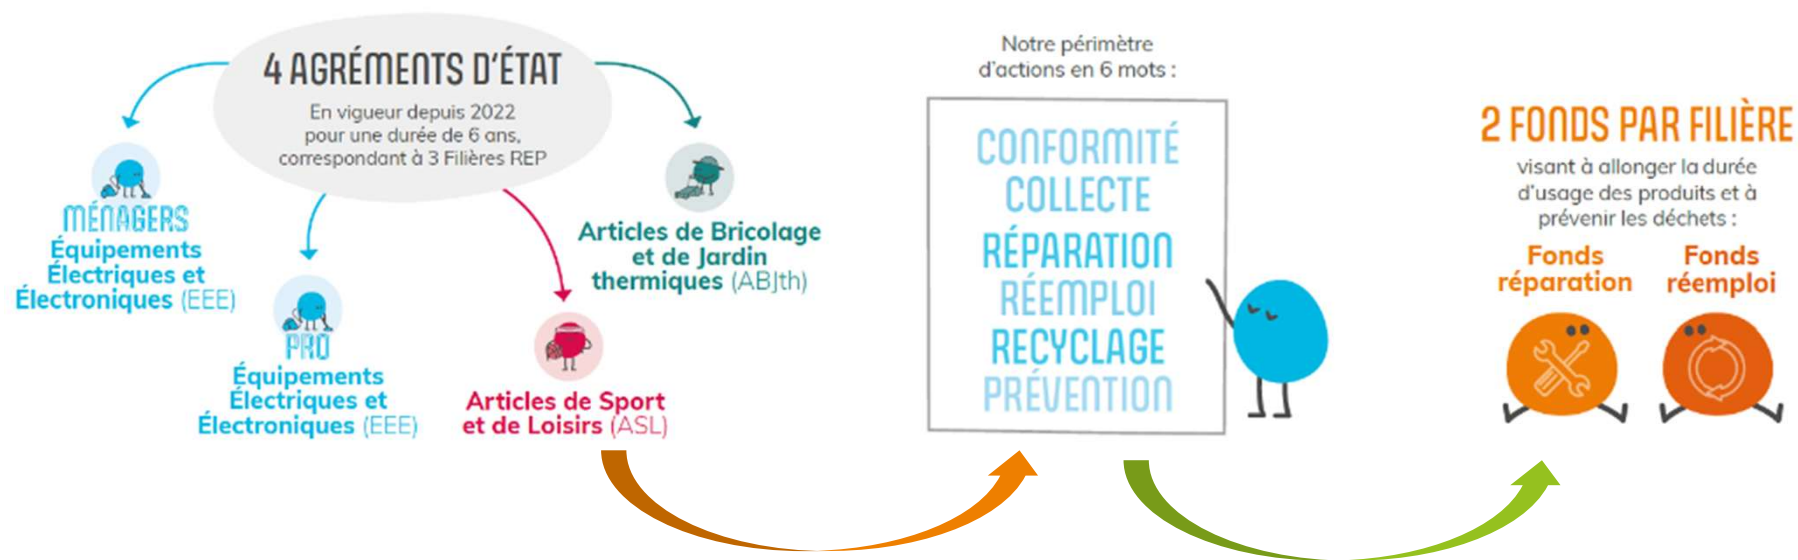 4 AGRÉMENTS D'ÉTAT
En vigueur depuis 2022
pour une durée de 6 ans,
correspondant à 3 Filières REP
MÉNAGERS
Équipements
Électriques et
Électroniques (EEE)
PRO
Équipements
Électriques et
Électroniques (EEE)
Articles de Sport
et de Loisirs (ASL)
Articles de Bricolage
et de Jardin
thermiques (ABJth)
Notre périmètre
d'actions en 6 mots :
CONFORMITÉ
COLLECTE
RÉPARATION
RÉEMPLOI
RECYCLAGE
PRÉVENTION
2 FONDS PAR FILIÈRE
visant à allonger la durée
d'usage des produits et à
prévenir les déchets :
Fonds
réparation
Fonds
réemploi